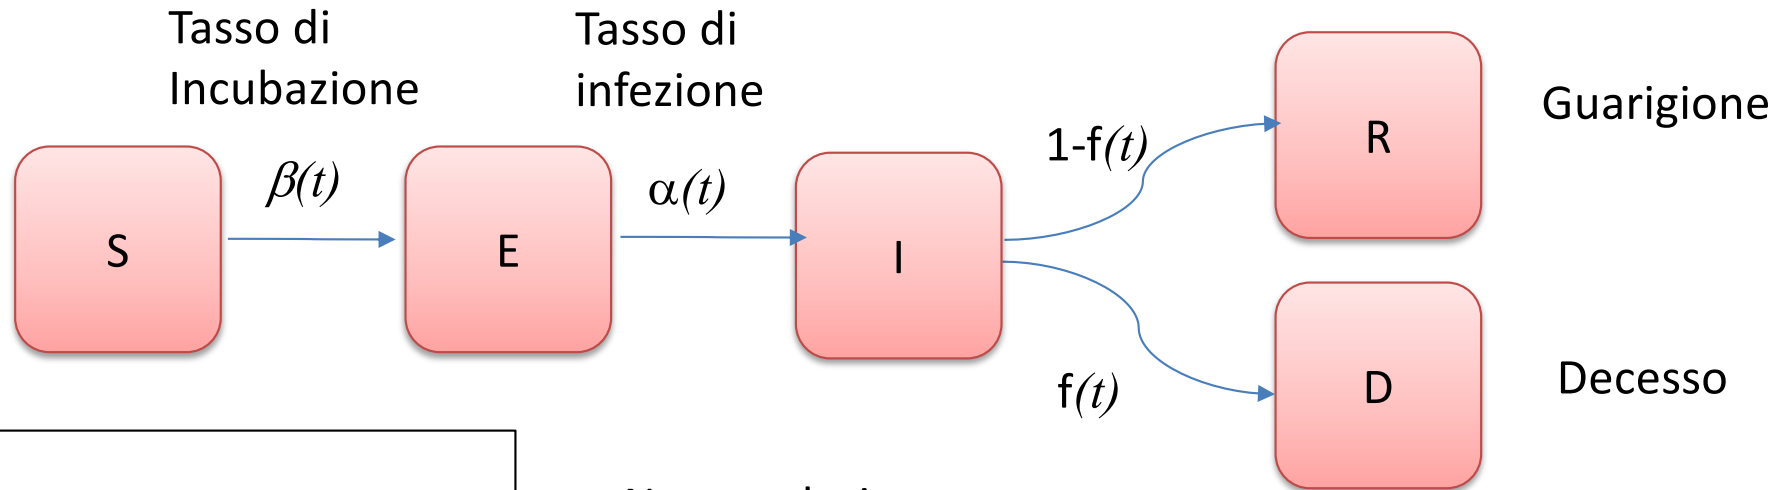 Tasso di
Incubazione
Tasso di
infezione
β(t)
α(t)
1-f(t)
f(t)
S
E
I
R
D
Guarigione
Decesso